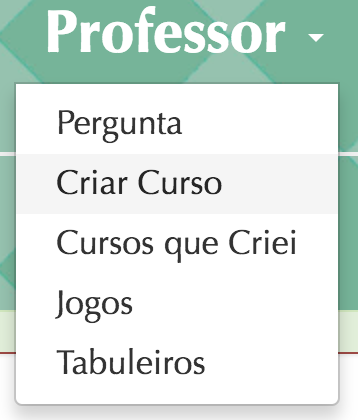 Professor
Pergunta
Criar Curso
Cursos que Criei
Jogos
Tabuleiros